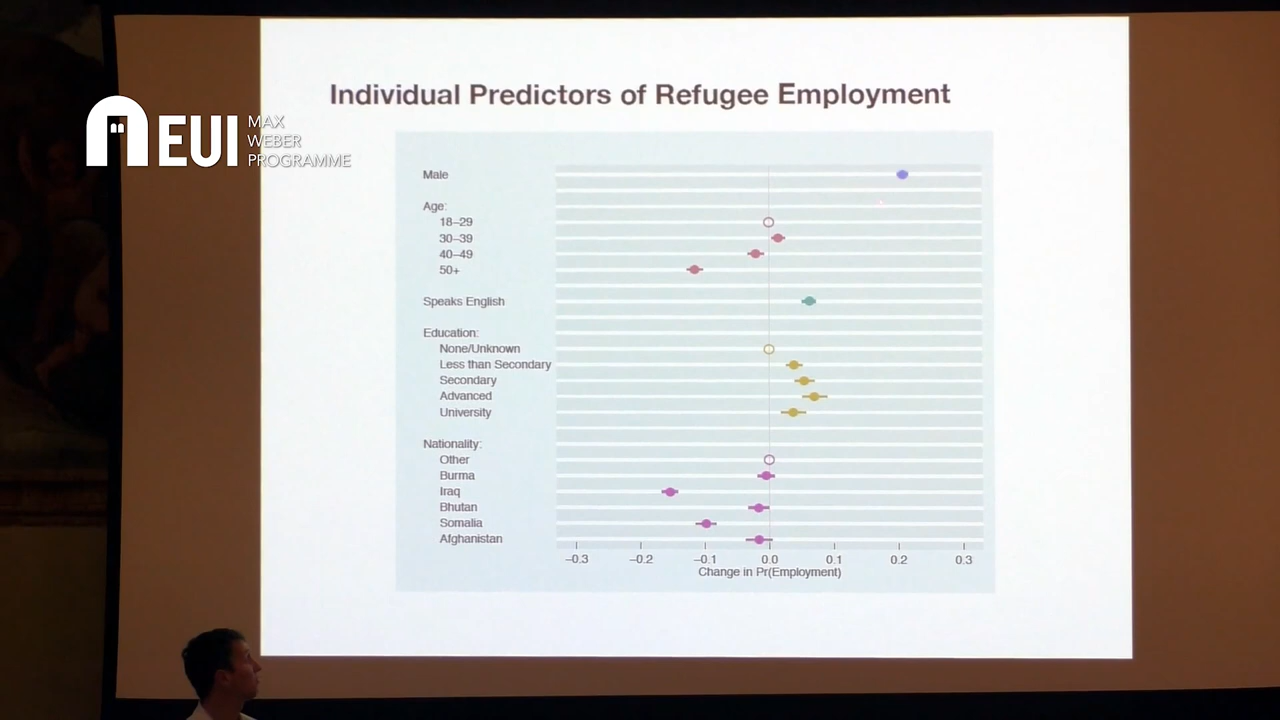 Individual Predictors of Refugee Employment
EUI
MAX
WEBER
PROGRAMME
Male
Age:
18–29
30–39
40–49
50+
Speaks English
Education:
None/Unknown
Less than Secondary
Secondary
Advanced
University
Nationality:
Other
Burma
Iraq
Bhutan
Somalia
Afghanistan
–0.3 –0.2 –0.1 0.0 0.1 0.2 0.3
Change in Pr(Employment)